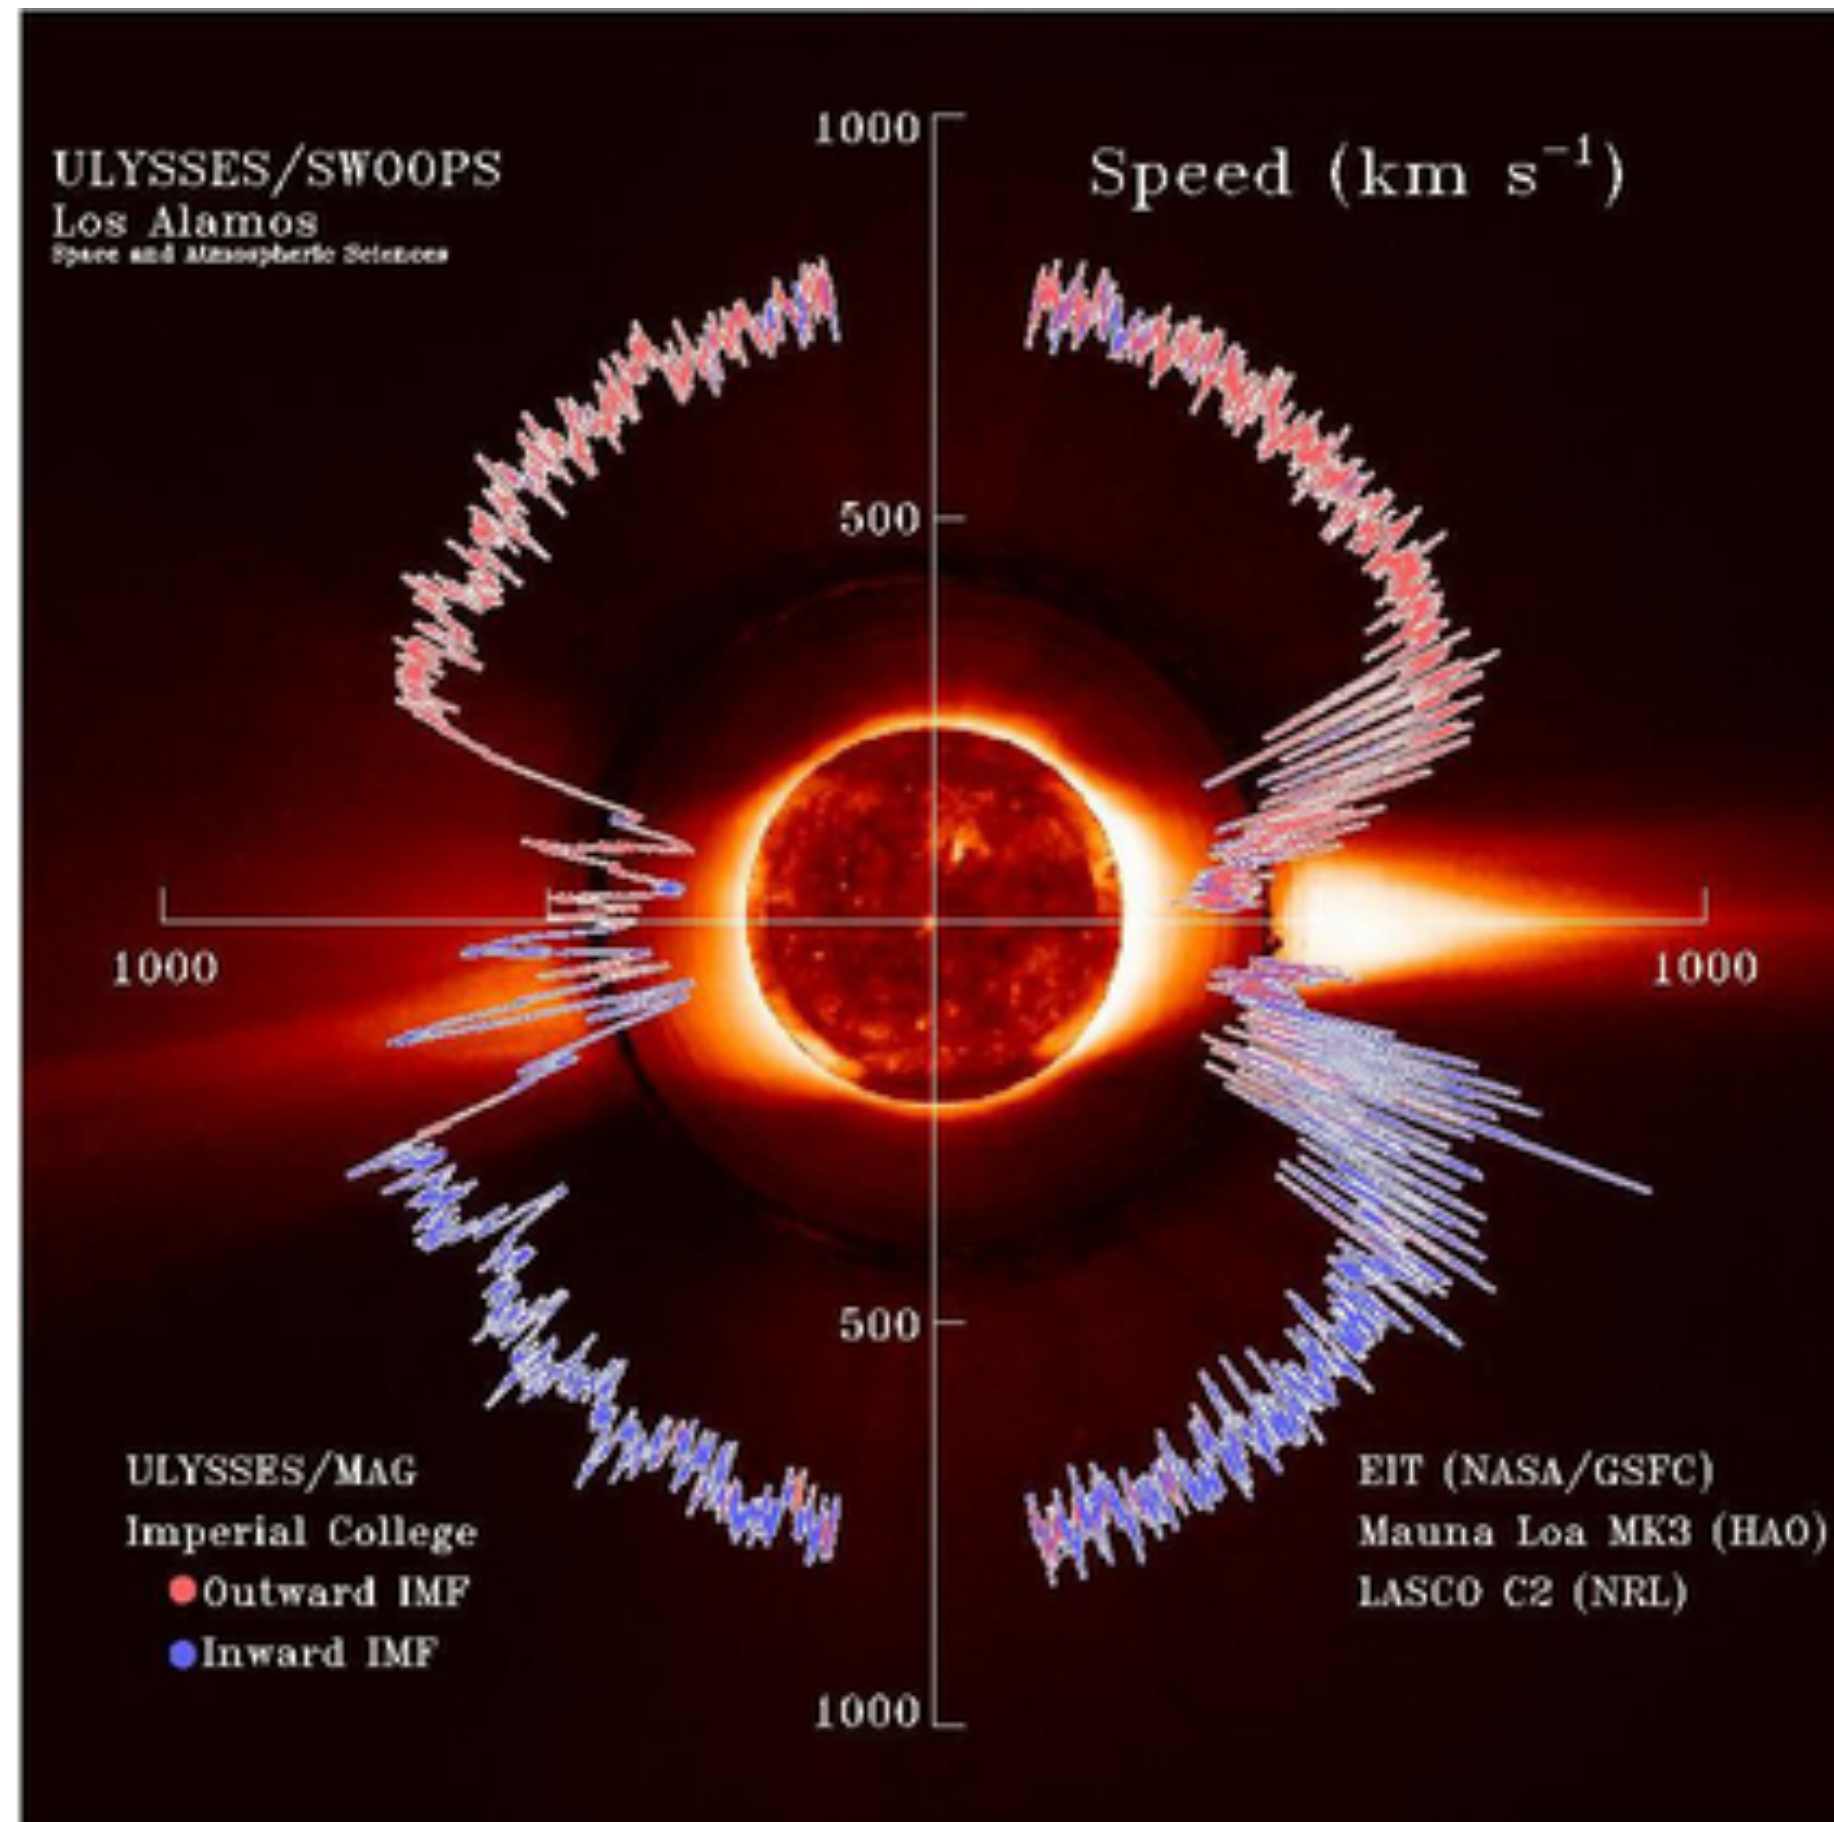 ULYSSES/SWOOPS
Los Alamos
Space and Atmospheric Sciences
Speed (km s⁻¹)
1000
500
1000
1000
500
1000
ULYSSES/MAG
Imperial College
Outward IMF
Inward IMF
EIT (NASA/GSFC)
Mauna Loa MK3 (HAO)
LASCO C2 (NRL)